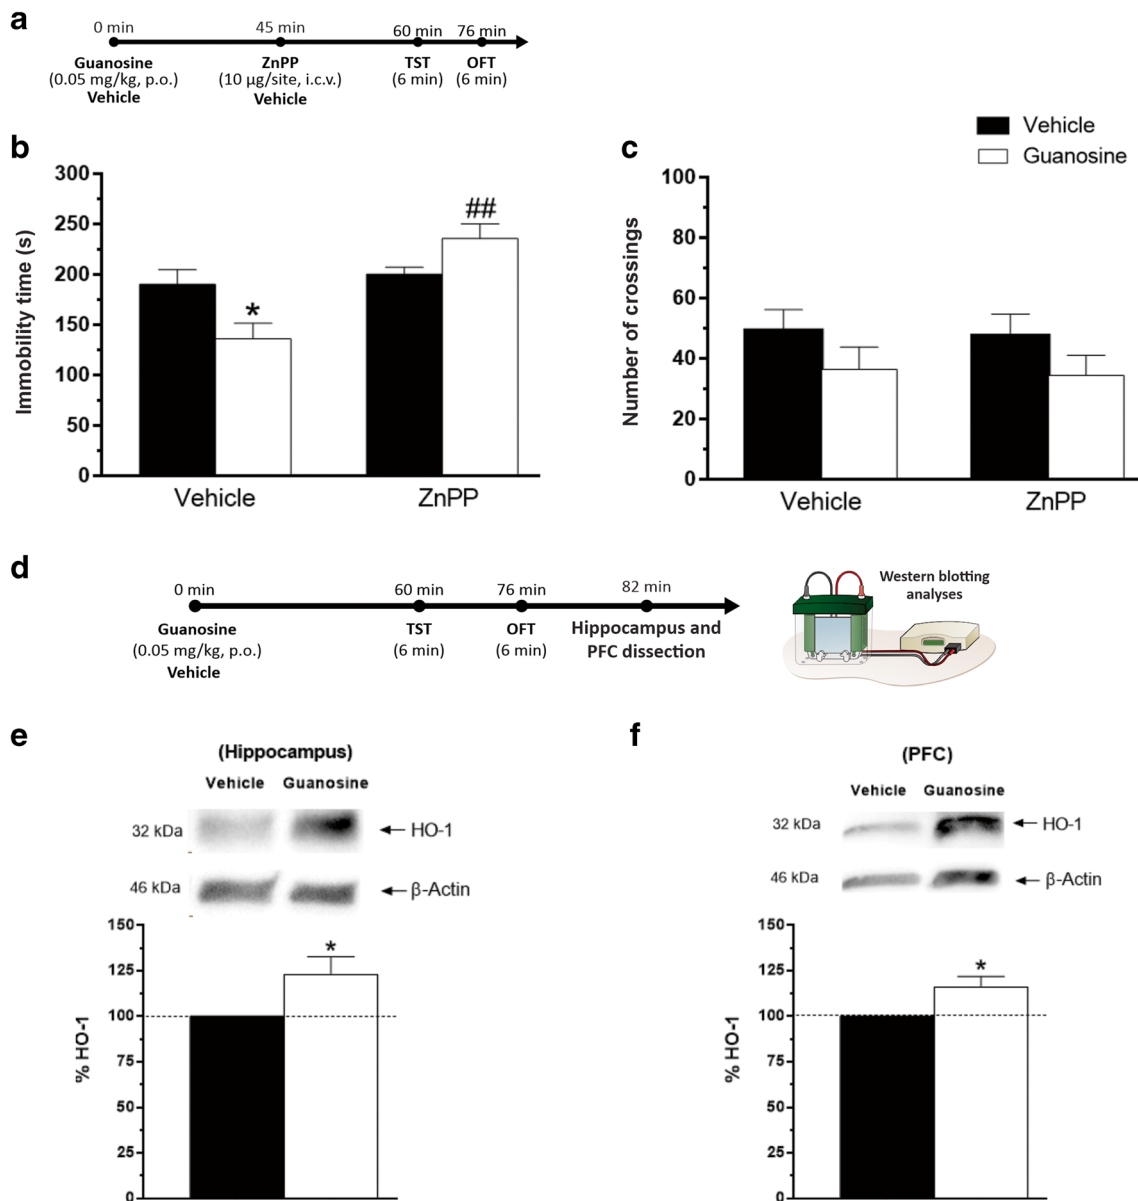 a
0 min 45 min 60 min 76 min
Guanosine ZnPP TST OFT
(0.05 mg/kg, p.o.) (10 µg/site, i.c.v.) (6 min) (6 min)
Vehicle Vehicle
Vehicle
Guanosine
b
Immobility time (s)
300
250
200
150
100
50
0
*
##
Vehicle ZnPP
c
Number of crossings
100
80
60
40
20
0
Vehicle ZnPP
d
0 min 60 min 76 min 82 min
Guanosine TST OFT Hippocampus and
(0.05 mg/kg, p.o.) (6 min) (6 min) PFC dissection
Vehicle
Western blotting
analyses
e
(Hippocampus)
Vehicle Guanosine
32 kDa HO-1
46 kDa β-Actin
% HO-1
150
125
100
75
50
25
0
*
f
(PFC)
Vehicle Guanosine
32 kDa HO-1
46 kDa β-Actin
% HO-1
150
125
100
75
50
25
0
*